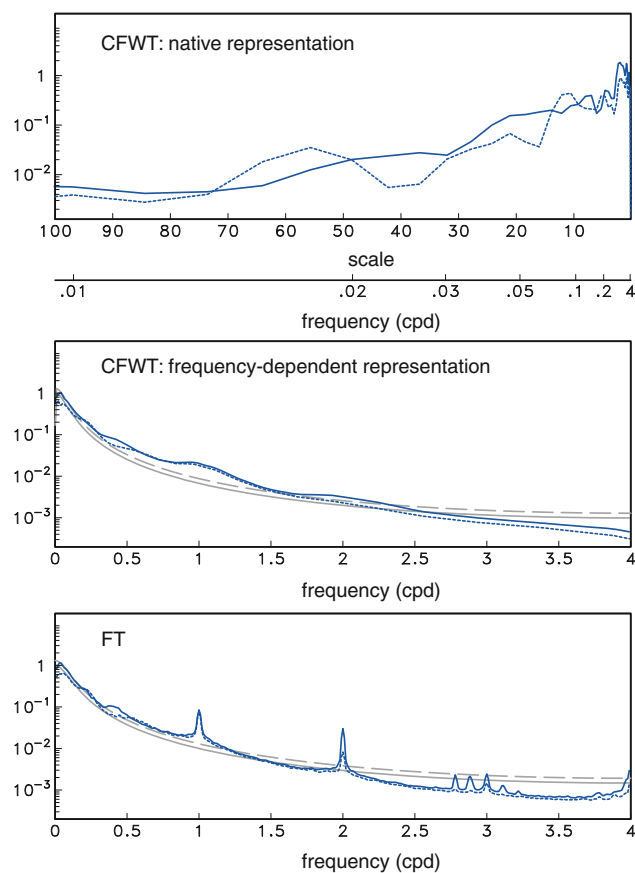 CFWT: native representation
1
10⁻¹
10⁻²
100 90 80 70 60 50 40 30 20 10
scale
.01 .02 .03 .05 .1 .2 4
frequency (cpd)
CFWT: frequency-dependent representation
1
10⁻¹
10⁻²
10⁻³
0 0.5 1 1.5 2 2.5 3 3.5 4
frequency (cpd)
FT
1
10⁻¹
10⁻²
10⁻³
0 0.5 1 1.5 2 2.5 3 3.5 4
frequency (cpd)